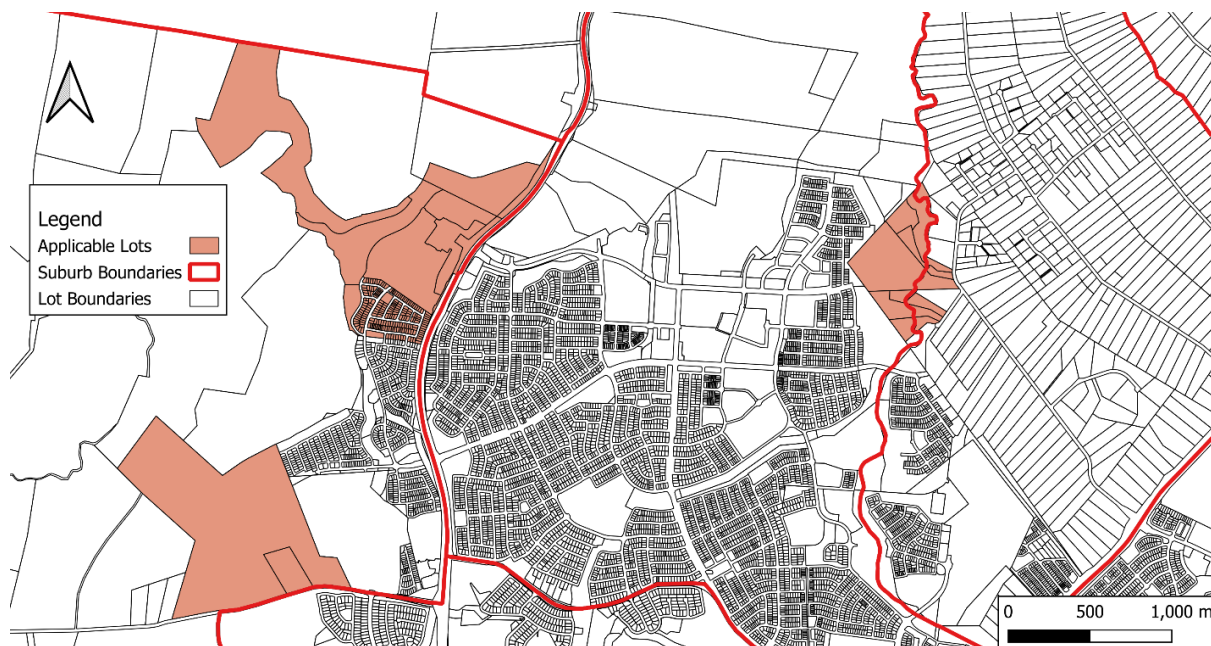 Legend
Applicable Lots
Suburb Boundaries
Lot Boundaries
0 500 1,000 m